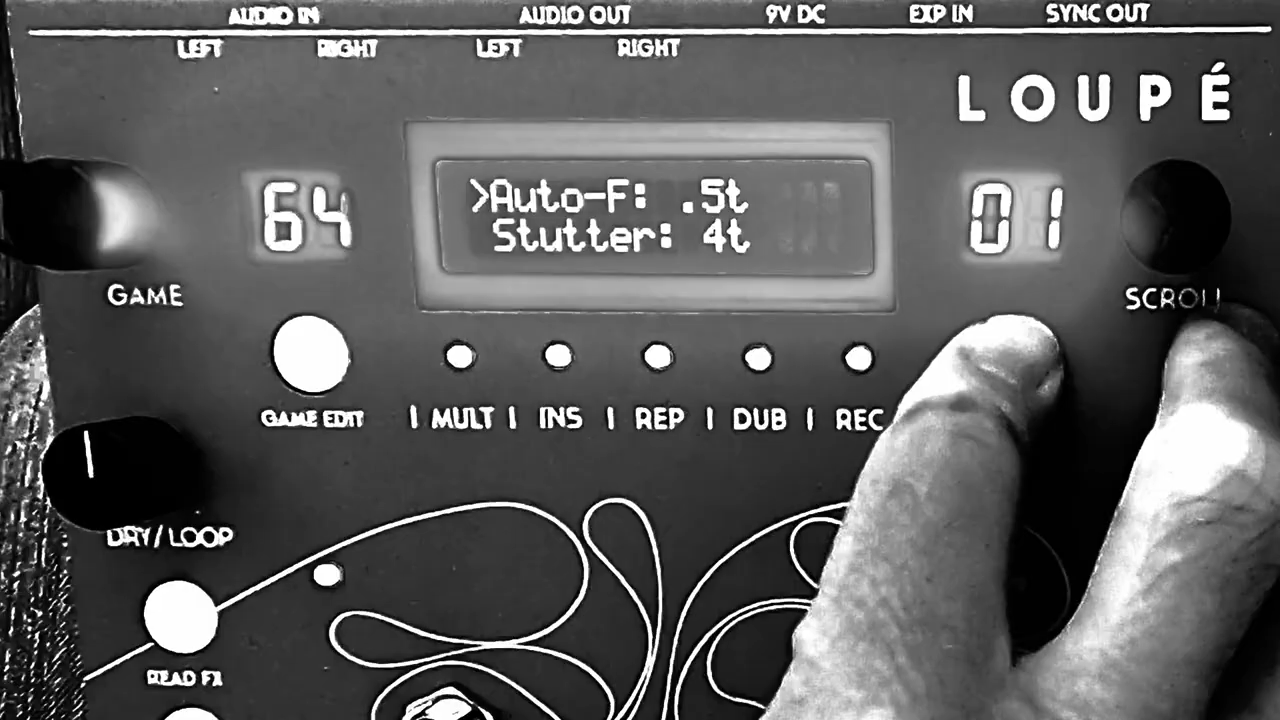 AUDIO IN AUDIO OUT 9V DC EXP IN SYNC OUT
LEFT RIGHT LEFT RIGHT
LOUPÉ
64
>Auto-F: .5t
Stutter: 4t
01
GAME
SCROLL
GAME EDIT
| MULT | INS | REP | DUB | REC
DRY/LOOP
READ FX